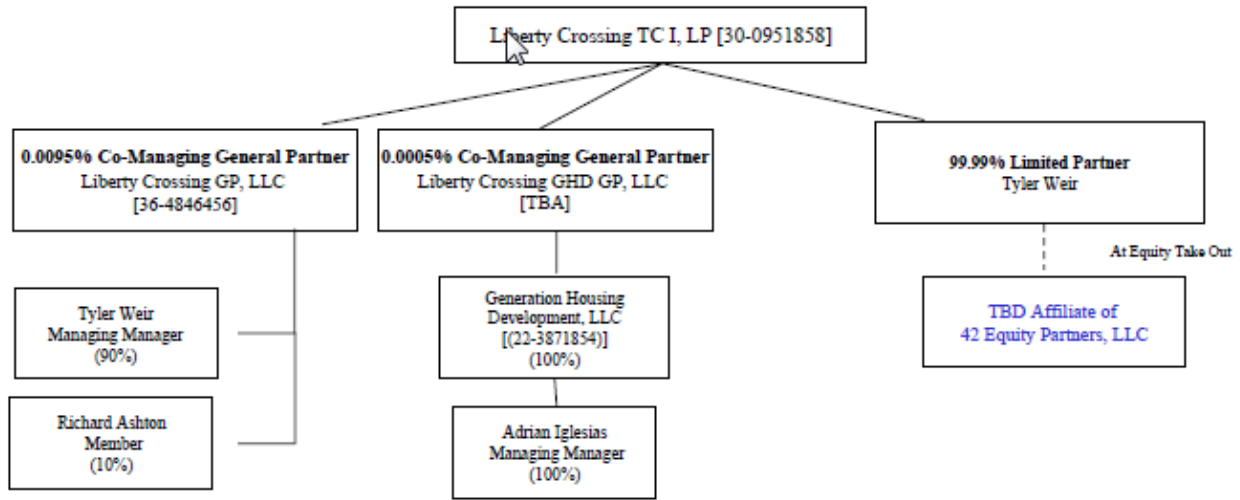 Liberty Crossing TC I, LP [30-0951858]
0.0095% Co-Managing General Partner
Liberty Crossing GP, LLC
[36-4846456]
0.0005% Co-Managing General Partner
Liberty Crossing GHD GP, LLC
[TBA]
99.99% Limited Partner
Tyler Weir
At Equity Take Out
Tyler Weir
Managing Manager
(90%)
Generation Housing
Development, LLC
[(22-3871854)]
(100%)
TBD Affiliate of
42 Equity Partners, LLC
Richard Ashton
Member
(10%)
Adrian Iglesias
Managing Manager
(100%)